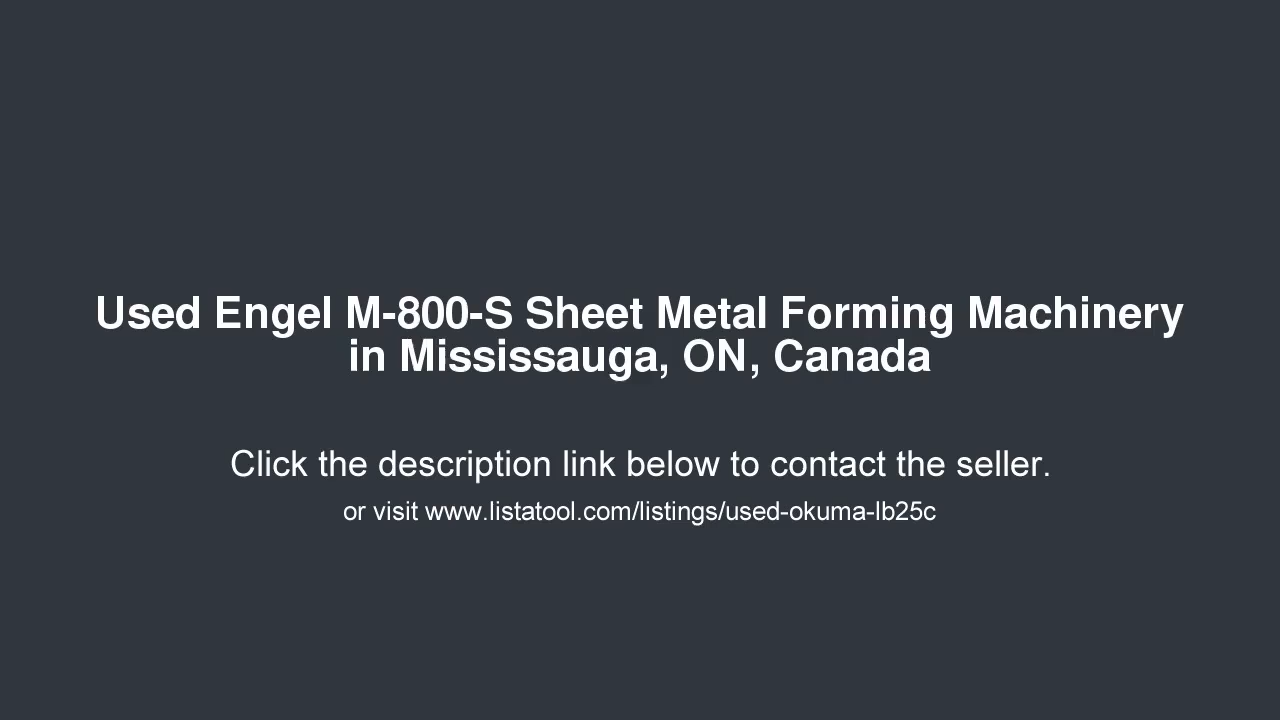 Used Engel M-800-S Sheet Metal Forming Machinery
in Mississauga, ON, Canada
Click the description link below to contact the seller.
or visit www.listatool.com/listings/used-okuma-lb25c